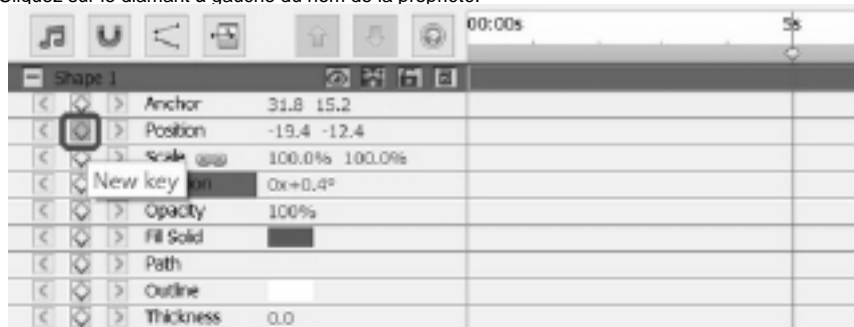 Cliquez sur le diamant à gauche du nom de la propriété.
00:00s 5s
Shape 1
Anchor 31.8 15.2
Position -19.4 -12.4
Scale 100.0% 100.0%
New key on 0x+0.4°
Opacity 100%
Fill Solid
Path
Outline
Thickness 0.0